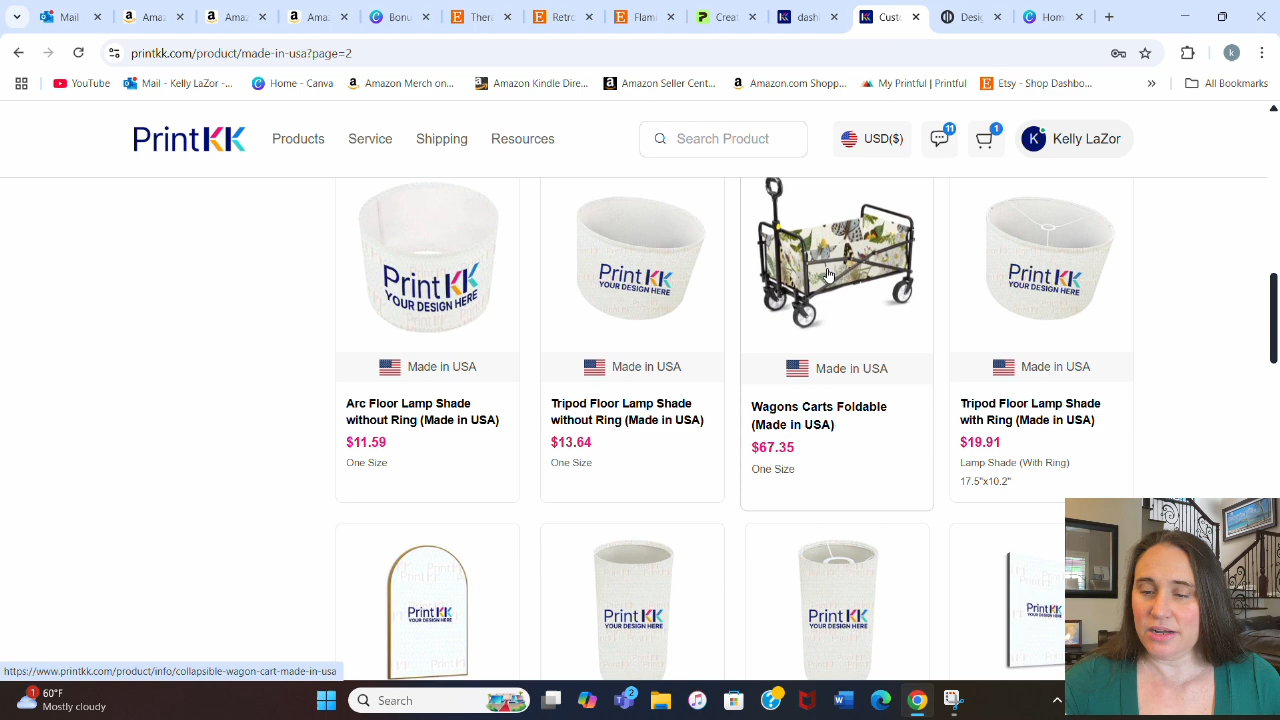 Mail
Ama
Ama
Ama
Bonu
Ther
Retro
Flam
Creat
dash
Custo
Desig
Hom
printkk.com/product/made-in-usa?page=2
k
YouTube
Mail - Kelly LaZor -...
Home - Canva
Amazon Merch on...
Amazon Kindle Dire...
Amazon Seller Cent...
Amazon.com Shopp...
My Printful | Printful
Etsy - Shop Dashbo...
»
All Bookmarks
PrintKK
Products
Service
Shipping
Resources
Search Product
USD($)
11
1
K
Kelly LaZor
PrintKK
YOUR DESIGN HERE
PrintKK
YOUR DESIGN HERE
PrintKK
YOUR DESIGN HERE
Made in USA
Made in USA
Made in USA
Made in USA
Arc Floor Lamp Shade
without Ring (Made in USA)
$11.59
One Size
Tripod Floor Lamp Shade
without Ring (Made in USA)
$13.64
One Size
Wagons Carts Foldable
(Made in USA)
$67.35
One Size
Tripod Floor Lamp Shade
with Ring (Made in USA)
$19.91
Lamp Shade (With Ring)
17.5"x10.2"
PrintKK
YOUR DESIGN HERE
PrintKK
YOUR DESIGN HERE
PrintKK
YOUR DESIGN HERE
PrintKK
https://www.printkk.com/product/info/collapsible-wagon-cart-made-in-usa
1
60°F
Mostly cloudy
Search
2